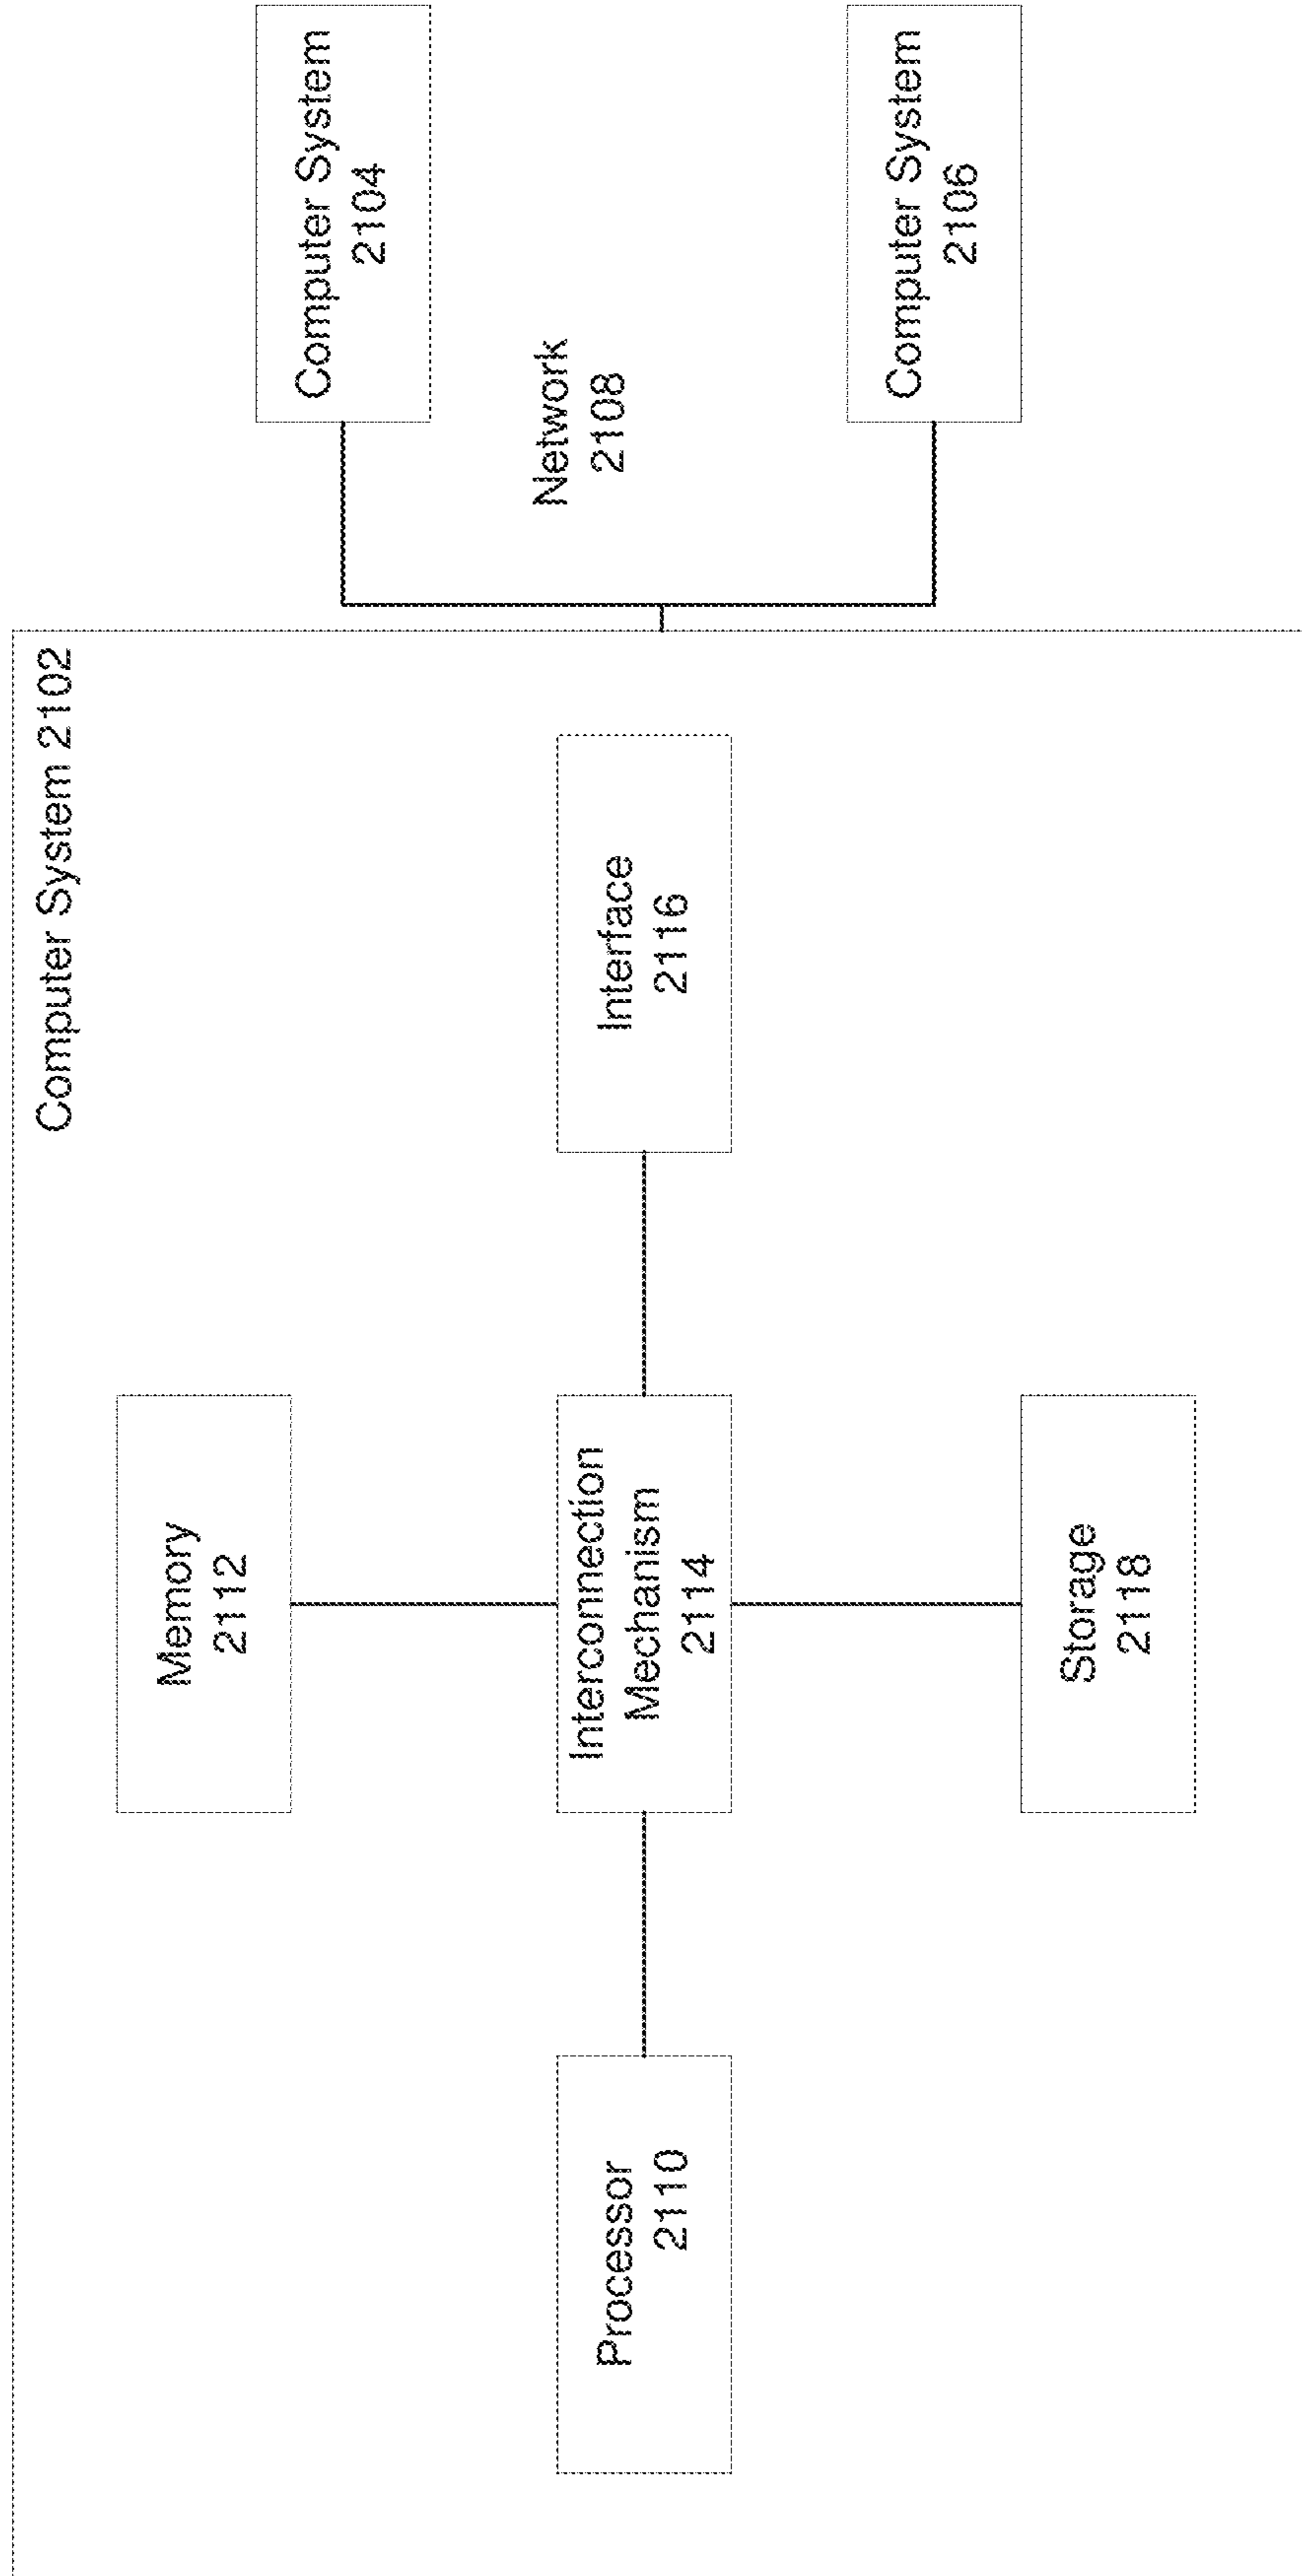 Computer System 2102
Memory
2112
Processor
2110
Interconnection
Mechanism
2114
Interface
2116
Storage
2118
Computer System
2104
Network
2108
Computer System
2106